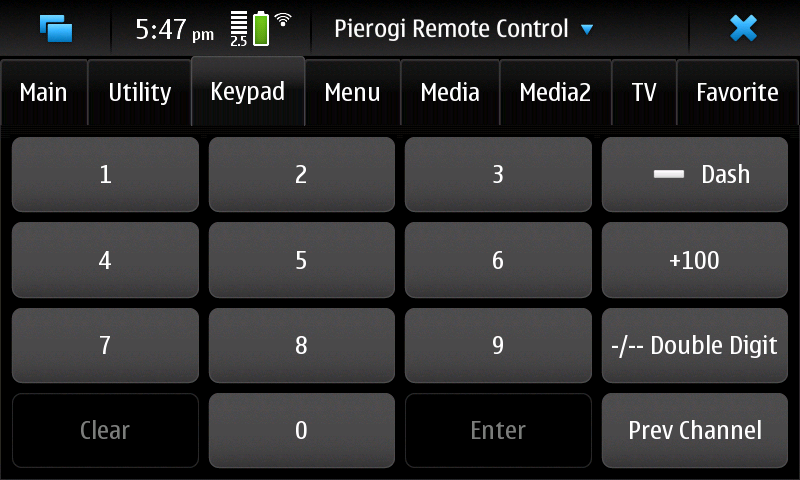 5:47 pm 2.5 Pierogi Remote Control
Main Utility Keypad Menu Media Media2 TV Favorite
1 2 3 Dash
4 5 6 +100
7 8 9 -/-- Double Digit
Clear 0 Enter Prev Channel